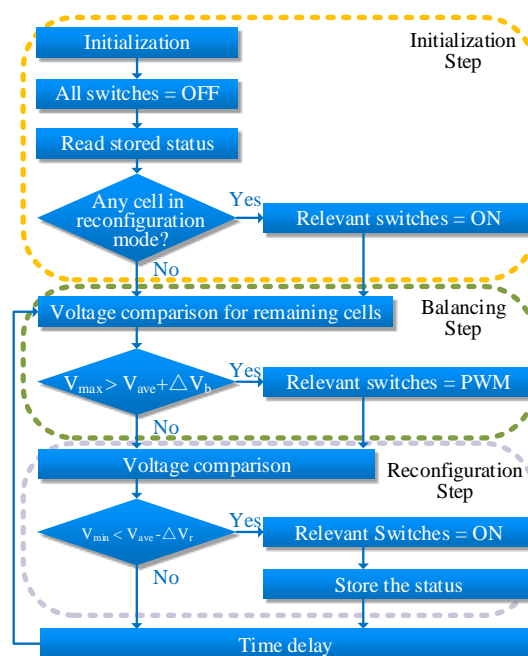 Initialization
Initialization
Step
All switches = OFF
Read stored status
Any cell in
reconfiguration
mode?
Yes
Relevant switches = ON
No
Voltage comparison for remaining cells
Balancing
Step
Vmax > Vave+△Vb
Yes
Relevant switches = PWM
No
Voltage comparison
Reconfiguration
Step
Vmin < Vave-△Vr
Yes
Relevant Switches = ON
No
Store the status
Time delay